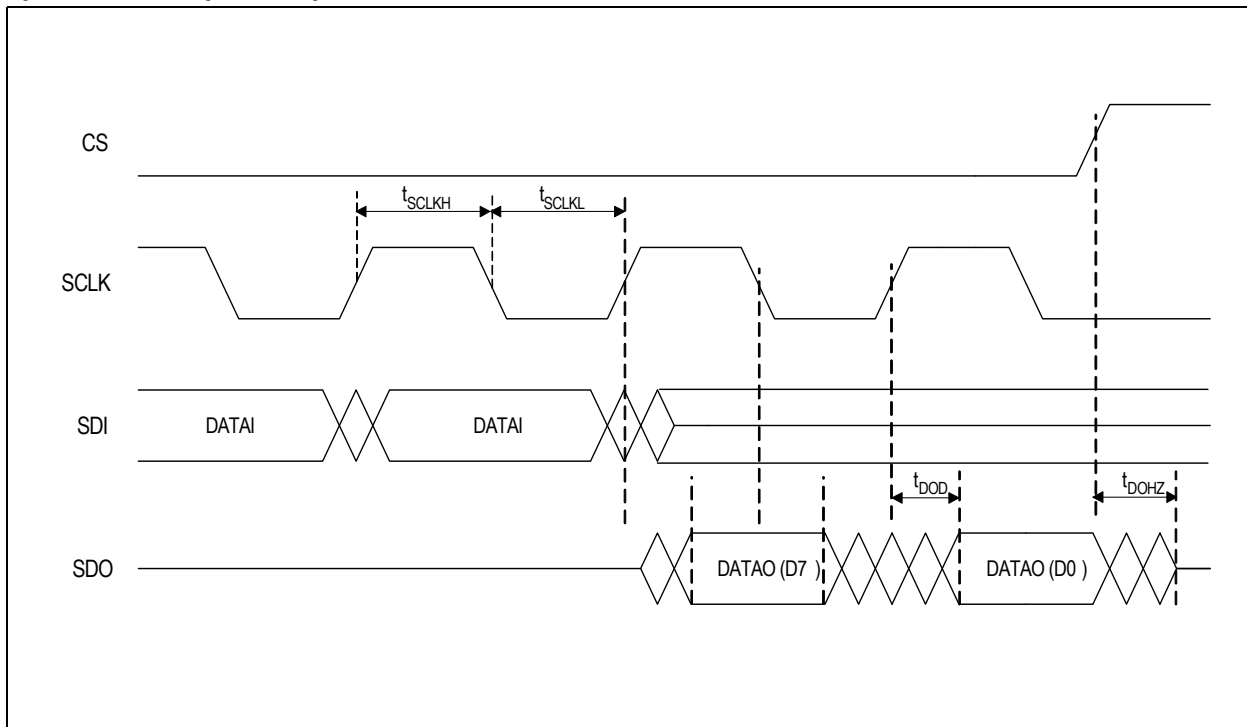 CS
tSCLKH
tSCLKL
SCLK
SDI
DATAI
DATAI
tDOD
tDOHZ
SDO
DATAO (D7 )
DATAO (D0 )